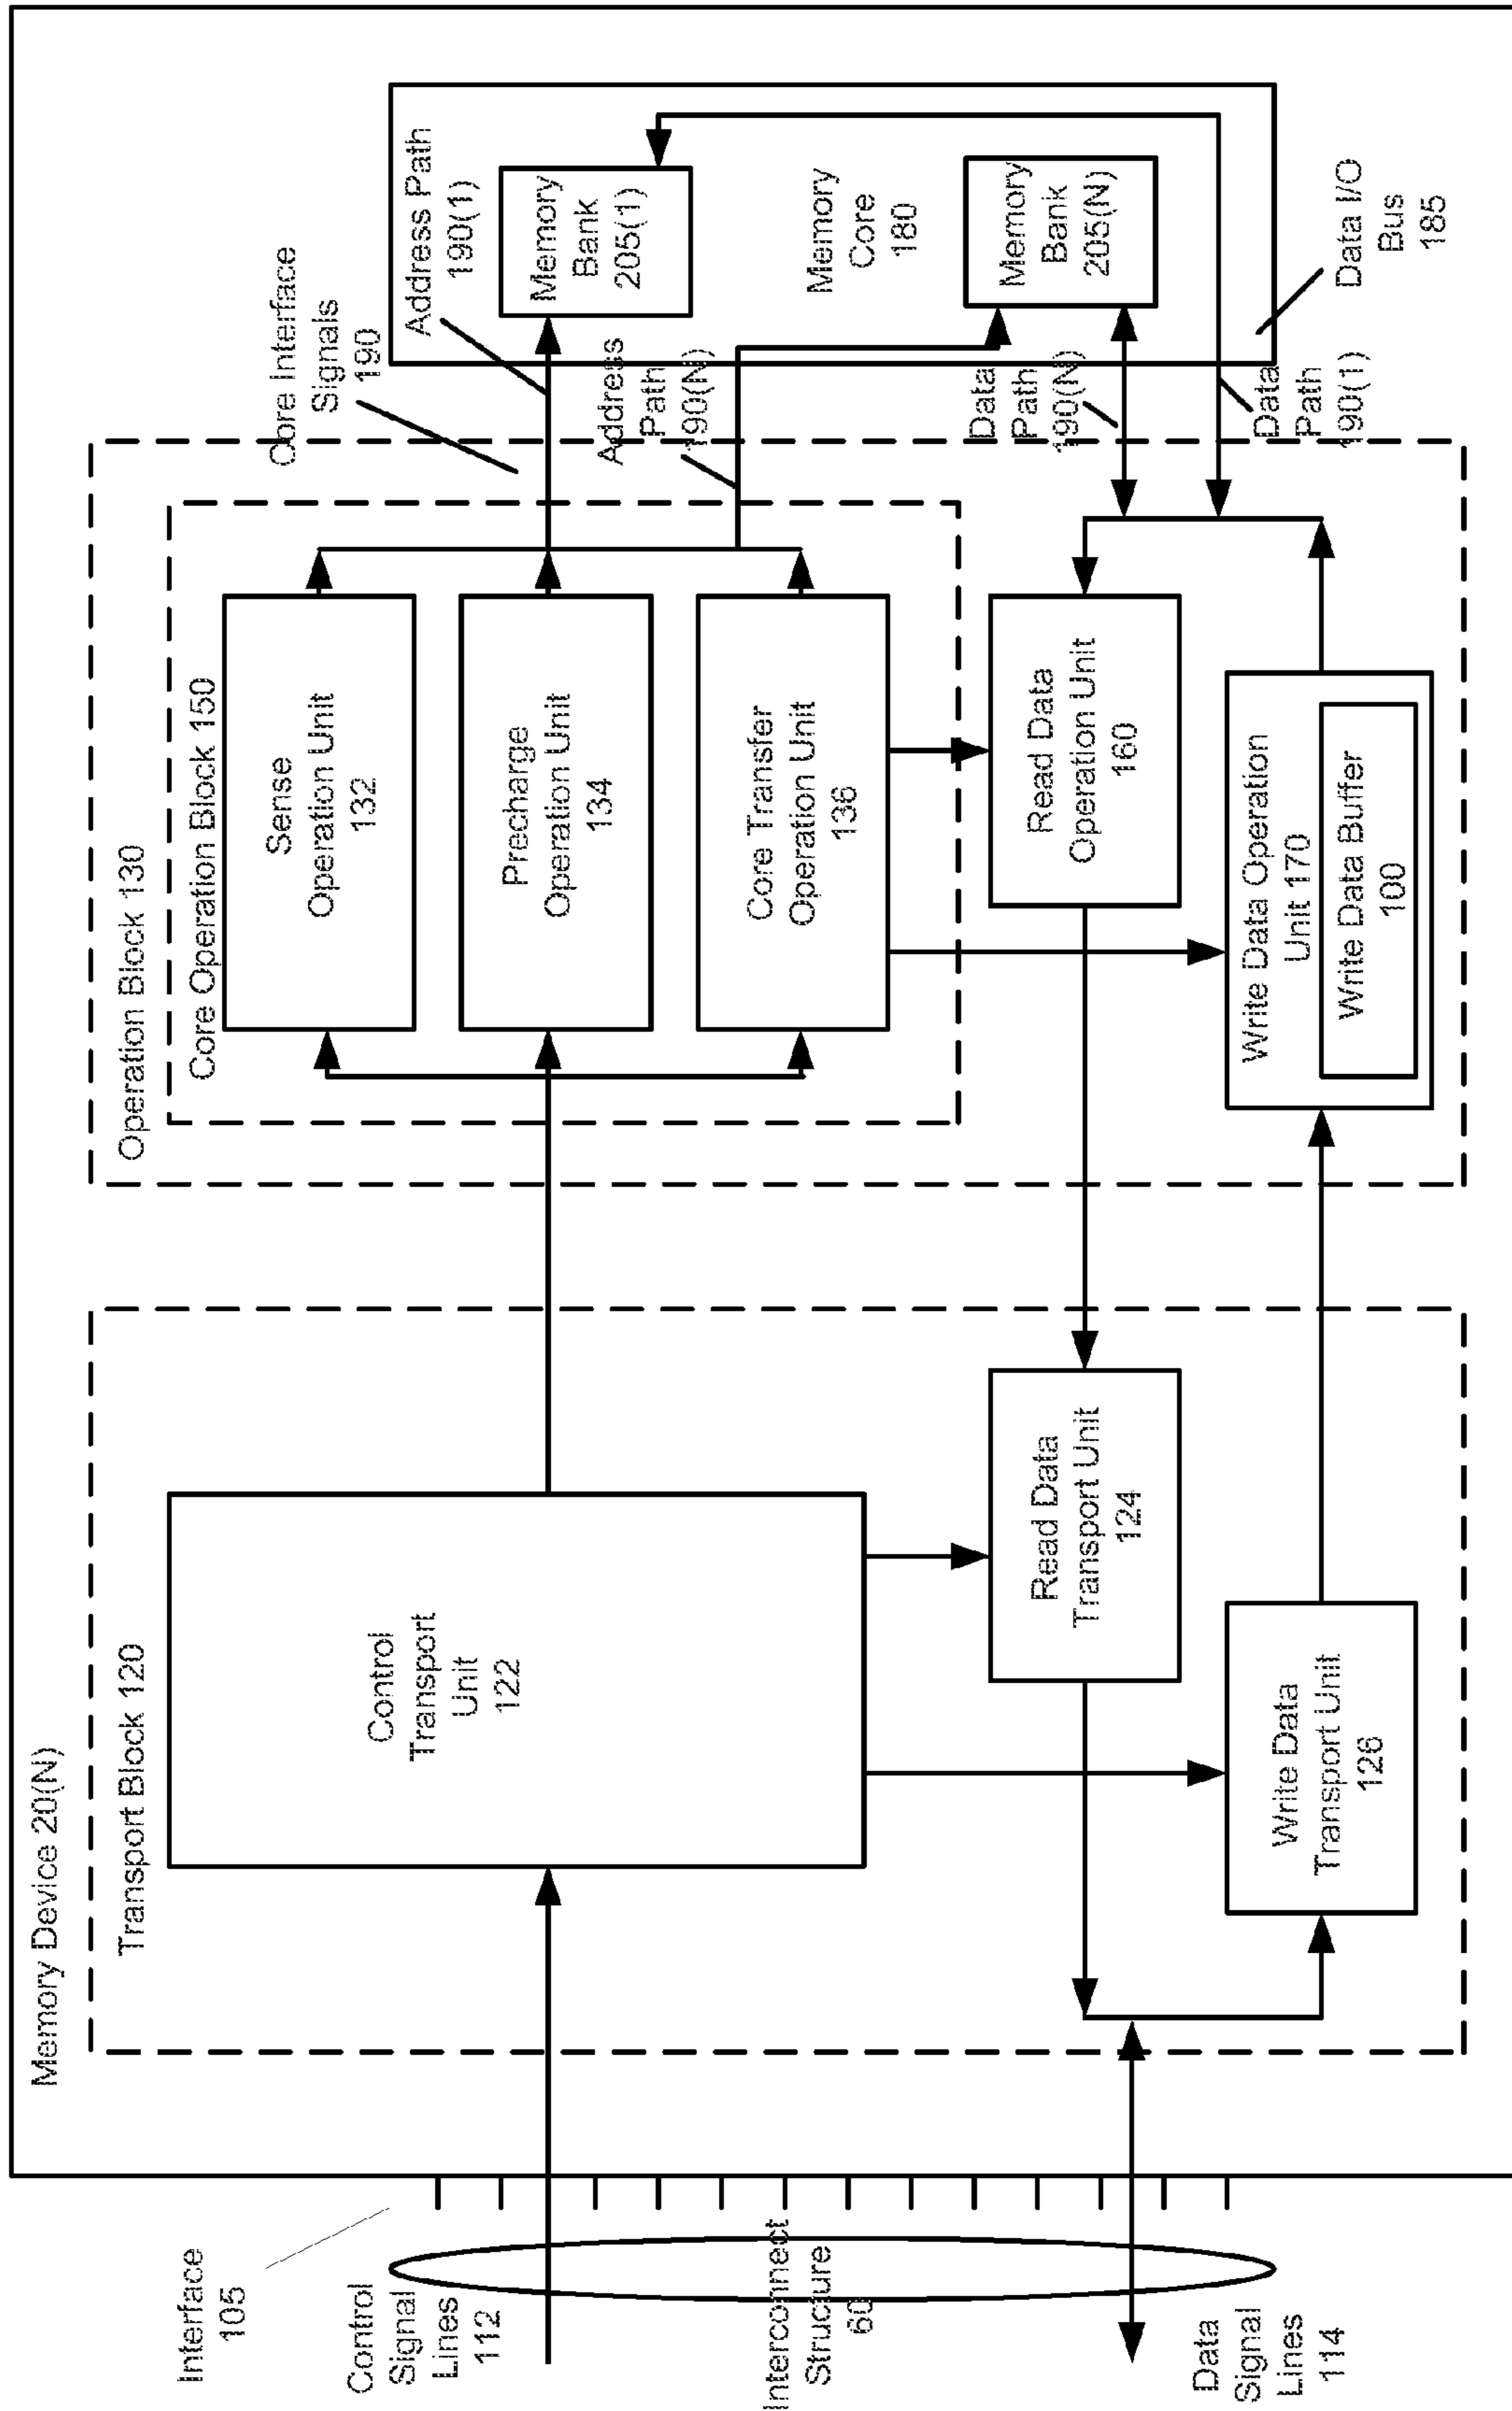 Memory Device 20(N)
Interface
105
Control
Signal
Lines
112
Interconnect
Structure
60
Data
Signal
Lines
114
Transport Block 120
Control
Transport
Unit
122
Read Data
Transport Unit
124
Write Data
Transport Unit
126
Operation Block 130
Core Operation Block 150
Sense
Operation Unit
132
Precharge
Operation Unit
134
Core Transfer
Operation Unit
136
Read Data
Operation Unit
160
Write Data Operation
Unit 170
Write Data Buffer
100
Core Interface
Signals
190
Address Path
190(1)
Address
Path
190(N)
Data
Path
190(N)
Data
Path
190(1)
Memory
Bank
205(1)
Memory
Core
180
Memory
Bank
205(N)
Data I/O
Bus
185